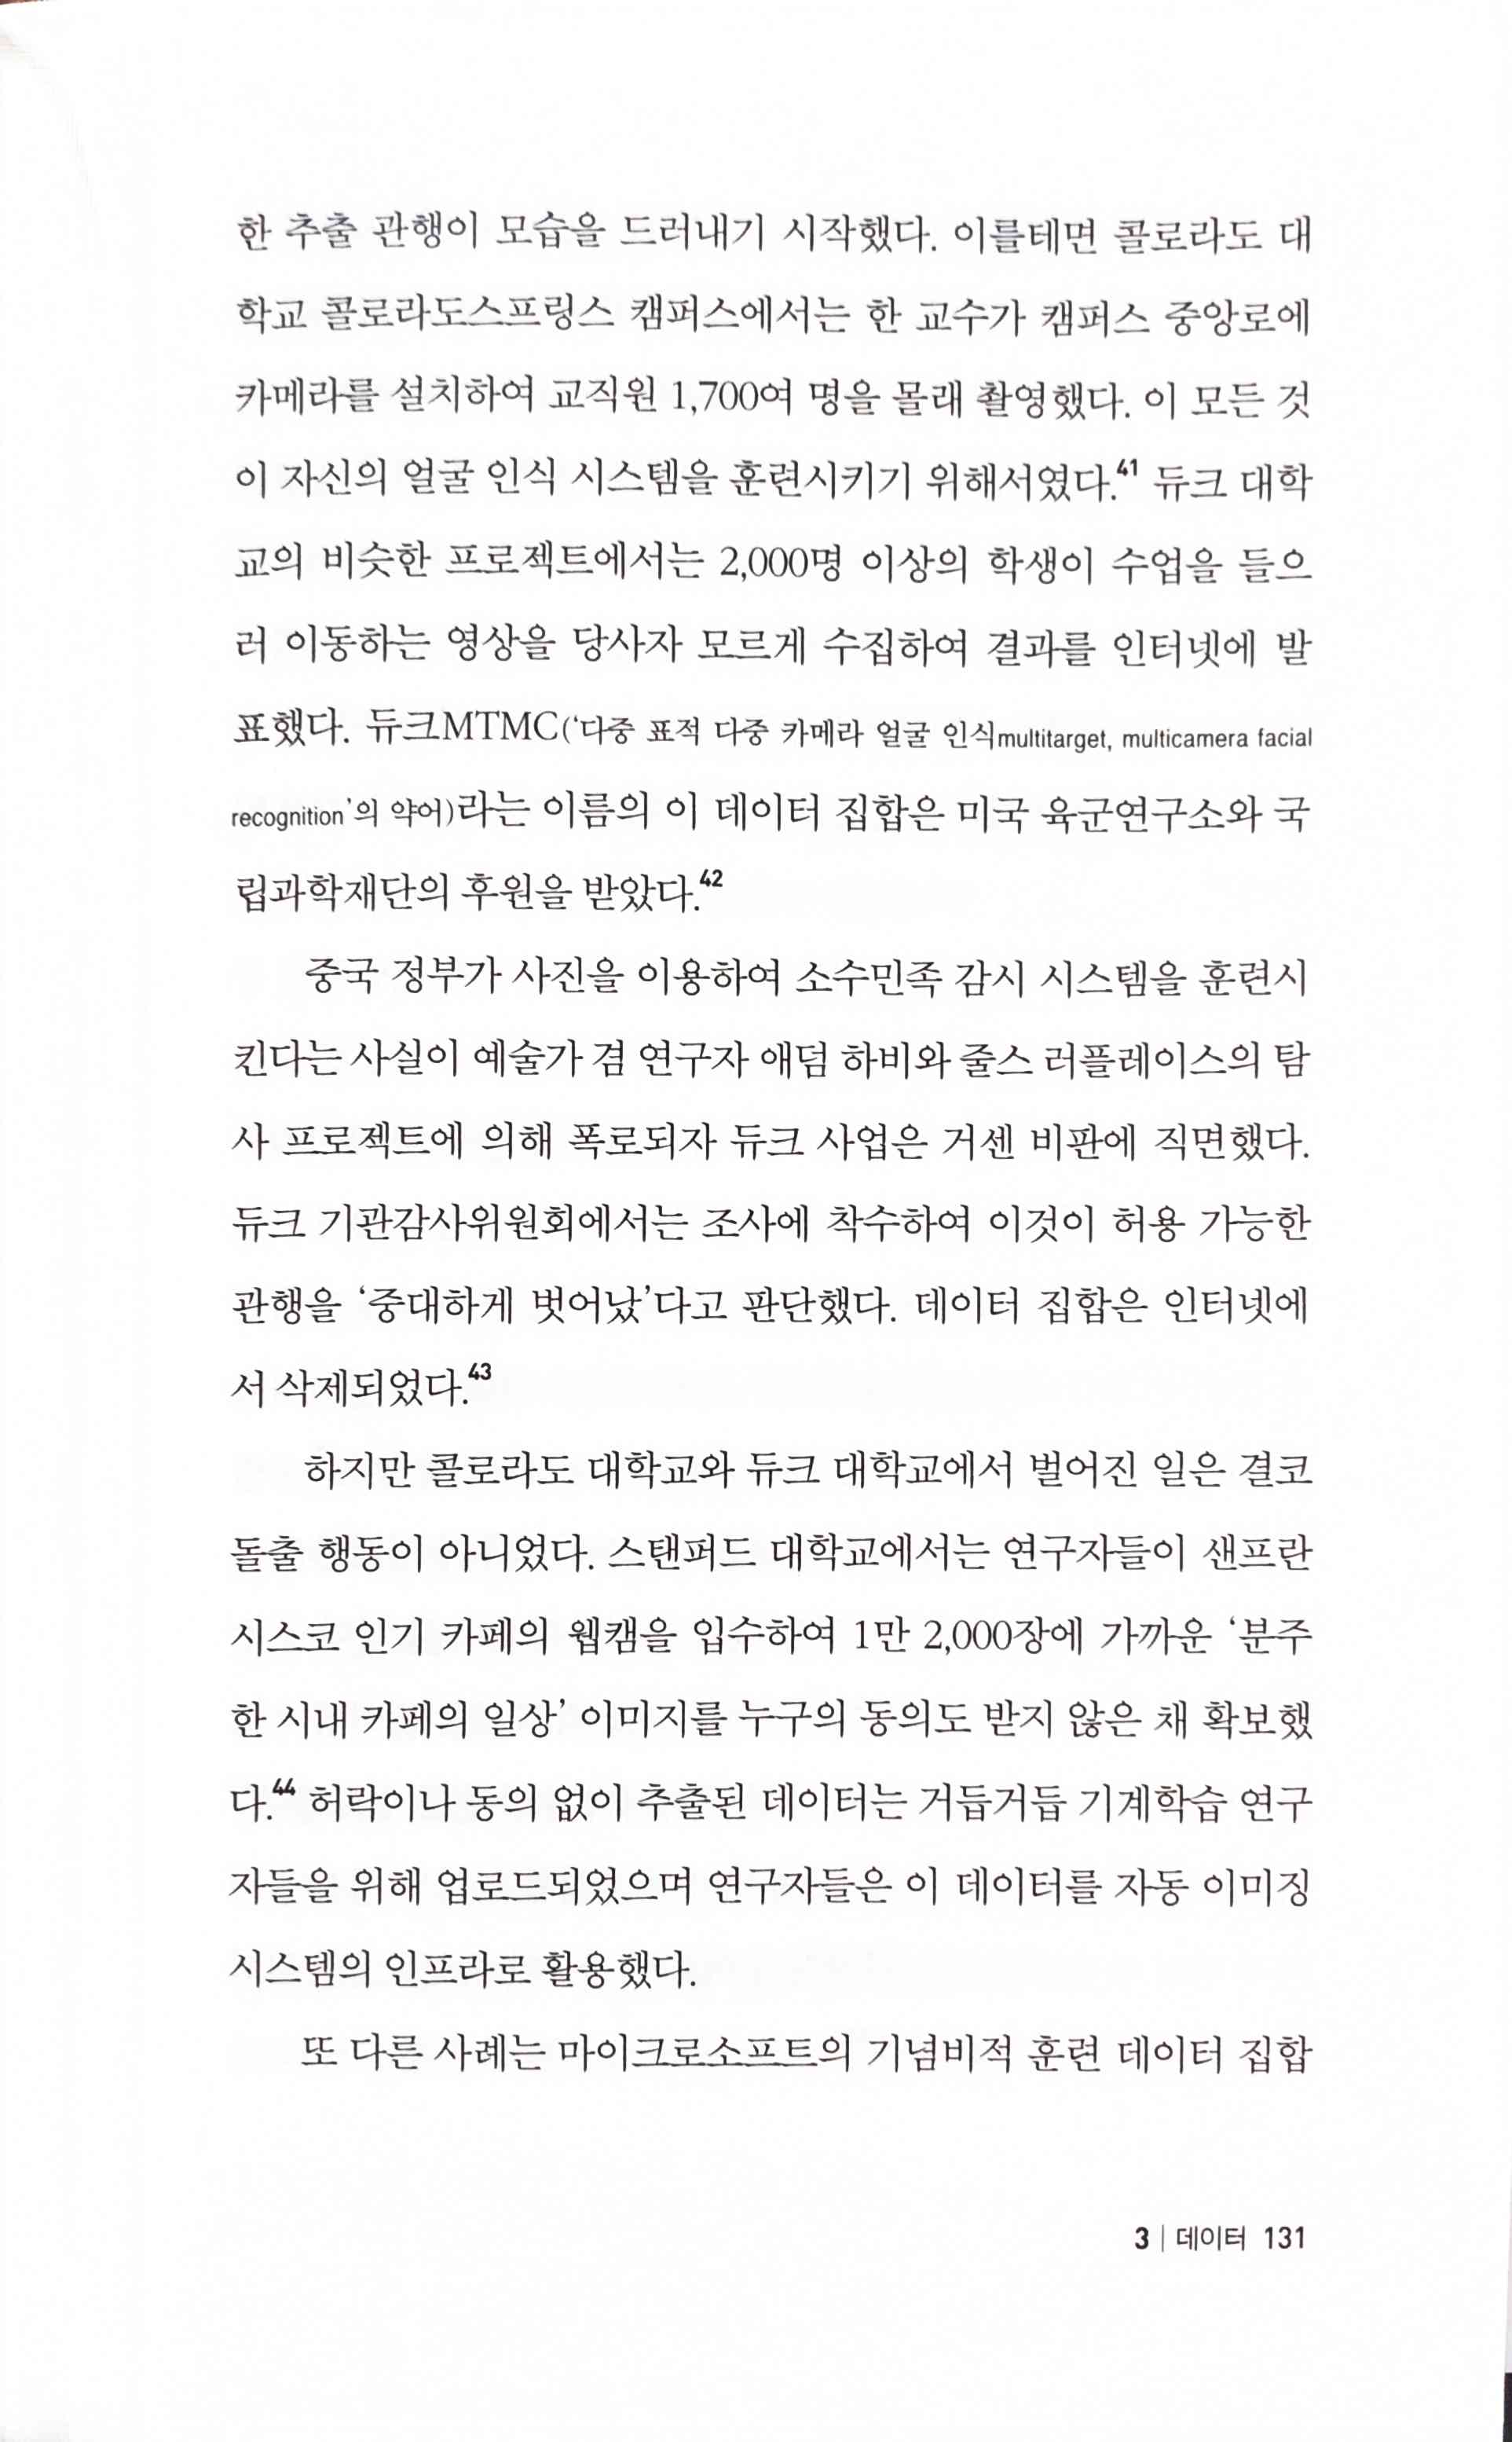 한 추출 관행이 모습을 드러내기 시작했다. 이를테면 콜로라도 대
학교 콜로라도스프링스 캠퍼스에서는 한 교수가 캠퍼스 중앙로에
카메라를 설치하여 교직원 1,700여 명을 몰래 촬영했다. 이 모든 것
이 자신의 얼굴 인식 시스템을 훈련시키기 위해서였다.41 듀크 대학
교의 비슷한 프로젝트에서는 2,000명 이상의 학생이 수업을 들으
러 이동하는 영상을 당사자 모르게 수집하여 결과를 인터넷에 발
표했다. 듀크MTMC(‘다중 표적 다중 카메라 얼굴 인식multitarget, multicamera facial
recognition’의 약어)라는 이름의 이 데이터 집합은 미국 육군연구소와 국
립과학재단의 후원을 받았다.42
중국 정부가 사진을 이용하여 소수민족 감시 시스템을 훈련시
킨다는 사실이 예술가 겸 연구자 애덤 하비와 줄스 러플레이스의 탐
사 프로젝트에 의해 폭로되자 듀크 사업은 거센 비판에 직면했다.
듀크 기관감사위원회에서는 조사에 착수하여 이것이 허용 가능한
관행을 ‘중대하게 벗어났’다고 판단했다. 데이터 집합은 인터넷에
서 삭제되었다.43
하지만 콜로라도 대학교와 듀크 대학교에서 벌어진 일은 결코
돌출 행동이 아니었다. 스탠퍼드 대학교에서는 연구자들이 샌프란
시스코 인기 카페의 웹캠을 입수하여 1만 2,000장에 가까운 ‘분주
한 시내 카페의 일상’ 이미지를 누구의 동의도 받지 않은 채 확보했
다.44 허락이나 동의 없이 추출된 데이터는 거듭거듭 기계학습 연구
자들을 위해 업로드되었으며 연구자들은 이 데이터를 자동 이미징
시스템의 인프라로 활용했다.
또 다른 사례는 마이크로소프트의 기념비적 훈련 데이터 집합
3 | 데이터 131